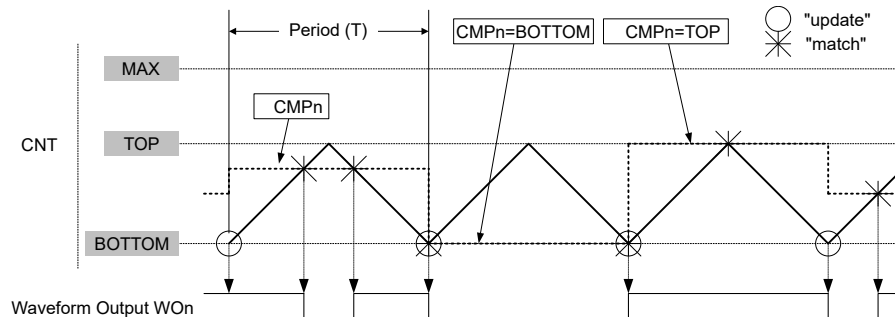 Period (T)
CMPn=BOTTOM
CMPn=TOP
"update"
"match"
MAX
CMPn
CNT
TOP
BOTTOM
Waveform Output WOn